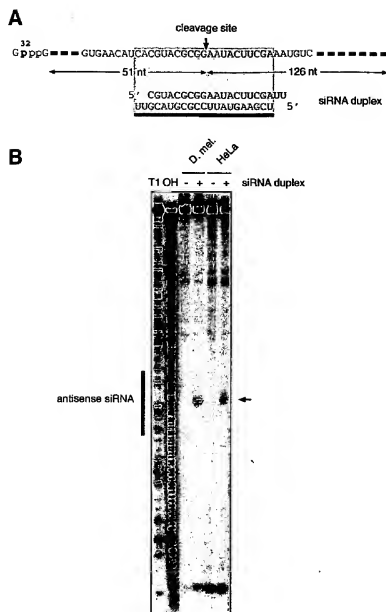 A
cleavage site
32
GpppG GUGAACAUCACGUACGCGGAAUACUUCGAAAUGUC
51 nt 126 nt
5' CGUACGCGGAAUACUUCGAUU
UUGCAUGCGCCUUAUGAAGCU 5'
siRNA duplex
B
D. mel. HeLa
T1 OH - + - + siRNA duplex
antisense siRNA